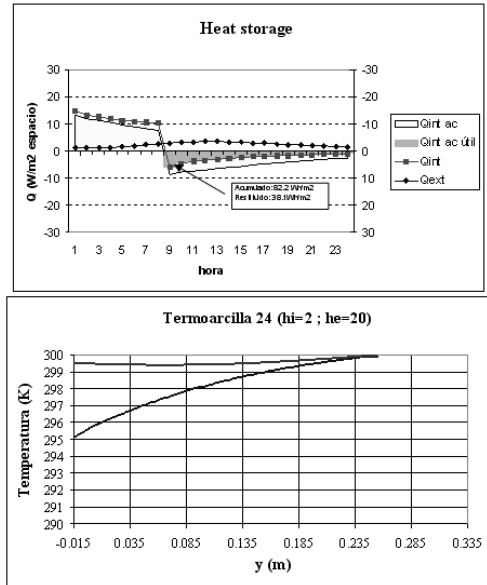 Heat storage
Q (W/m2 espacio)
30
20
10
0
-10
-20
-30
-30
-20
-10
0
10
20
30
1 3 5 7 9 11 13 15 17 19 21 23
hora
Acumulado: 82.2 Wh/m2
Restituido: 38.1Wh/m2
Qint ac
Qint ac útil
Qint
Qext
Termoarcilla 24 (hi=2 ; he=20)
Temperatura (K)
300
299
298
297
296
295
294
293
292
291
290
-0.015 0.035 0.085 0.135 0.185 0.235 0.285 0.335
y (m)